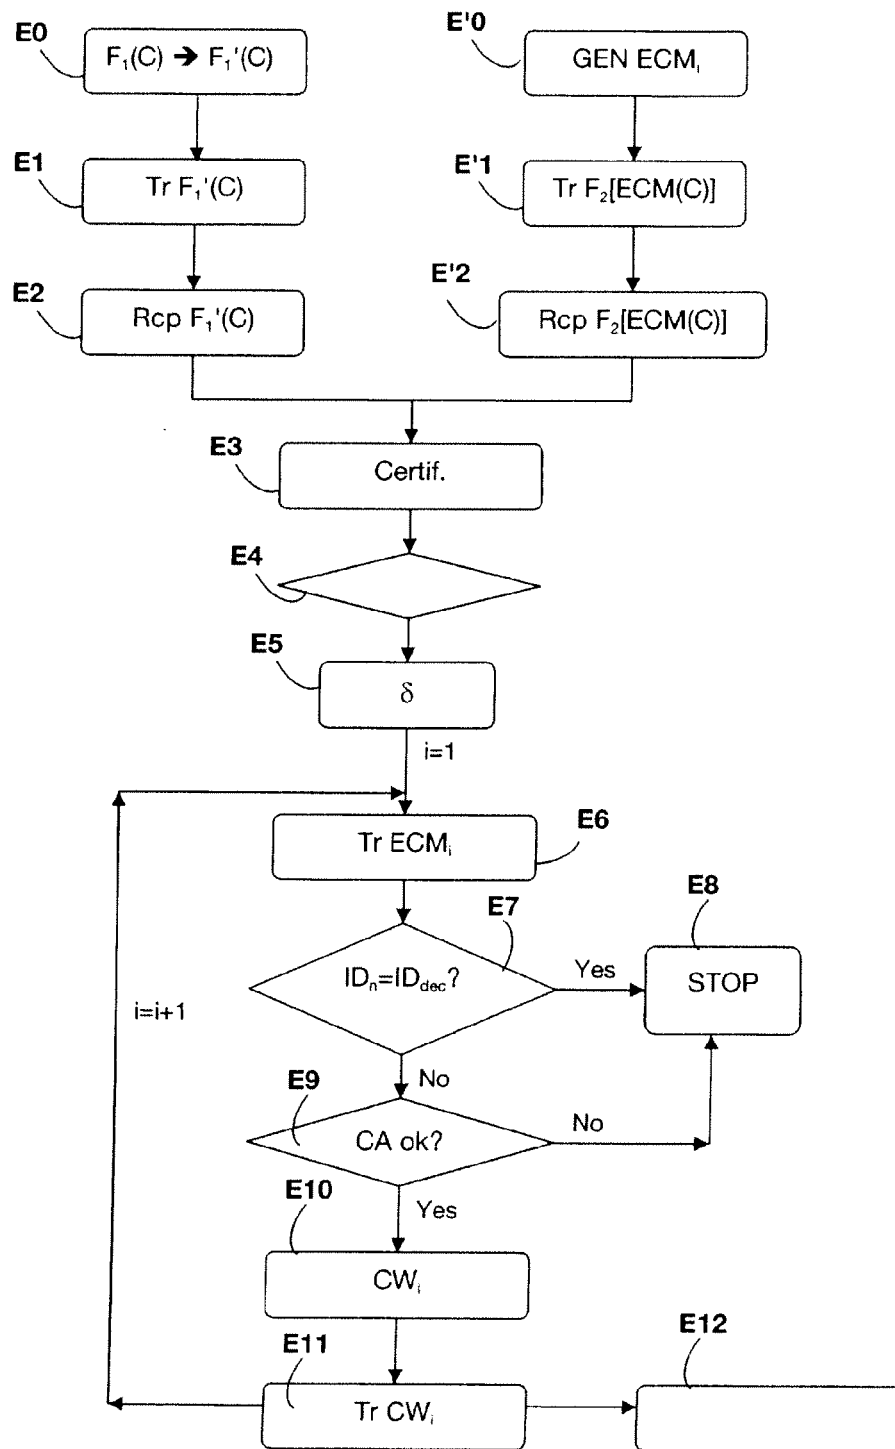 E0
F₁(C) ➔ F₁'(C)
E'0
GEN ECMᵢ
E1
Tr F₁'(C)
E'1
Tr F₂[ECM(C)]
E2
Rcp F₁'(C)
E'2
Rcp F₂[ECM(C)]
E3
Certif.
E4
E5
δ
i=1
Tr ECMᵢ
E6
E7
E8
IDₙ=ID_dec?
Yes
STOP
i=i+1
No
E9
CA ok?
No
E10
Yes
CWᵢ
E11
E12
Tr CWᵢ